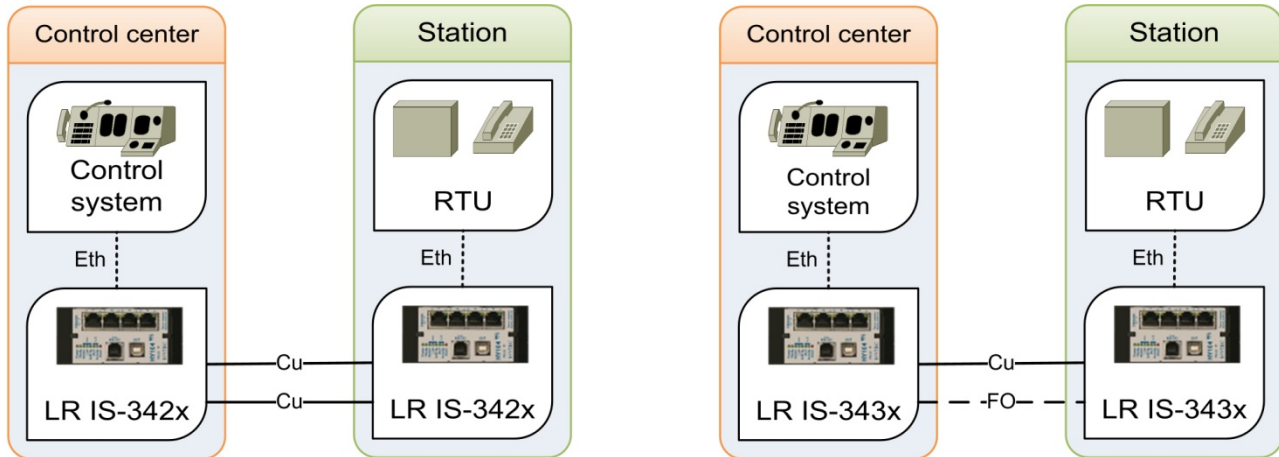 Control center
Station
Control
system
RTU
Eth
Eth
Cu
Cu
LR IS-342x
LR IS-342x
Control center
Station
Control
system
RTU
Eth
Eth
Cu
FO
LR IS-343x
LR IS-343x